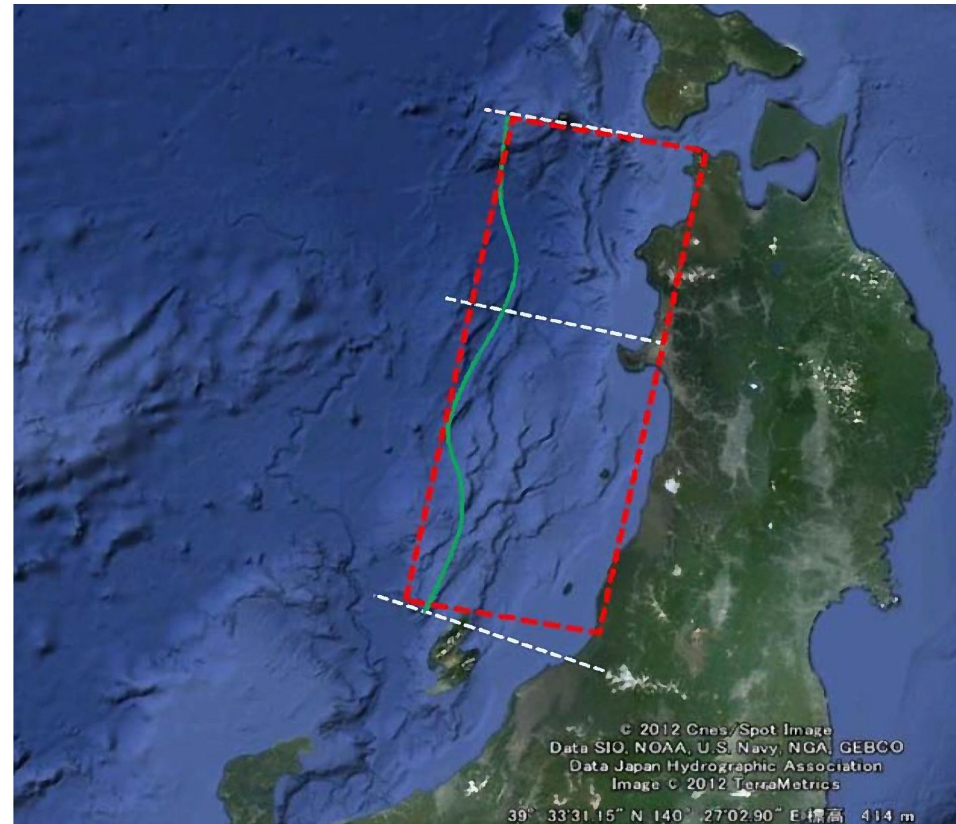 © 2012 Cnes/Spot Image
Data SIO, NOAA, U.S. Navy, NGA, GEBCO
Data Japan Hydrographic Association
Image © 2012 TerraMetrics
39° 33'31.15" N 140° 27'02.90" E 標高 414 m